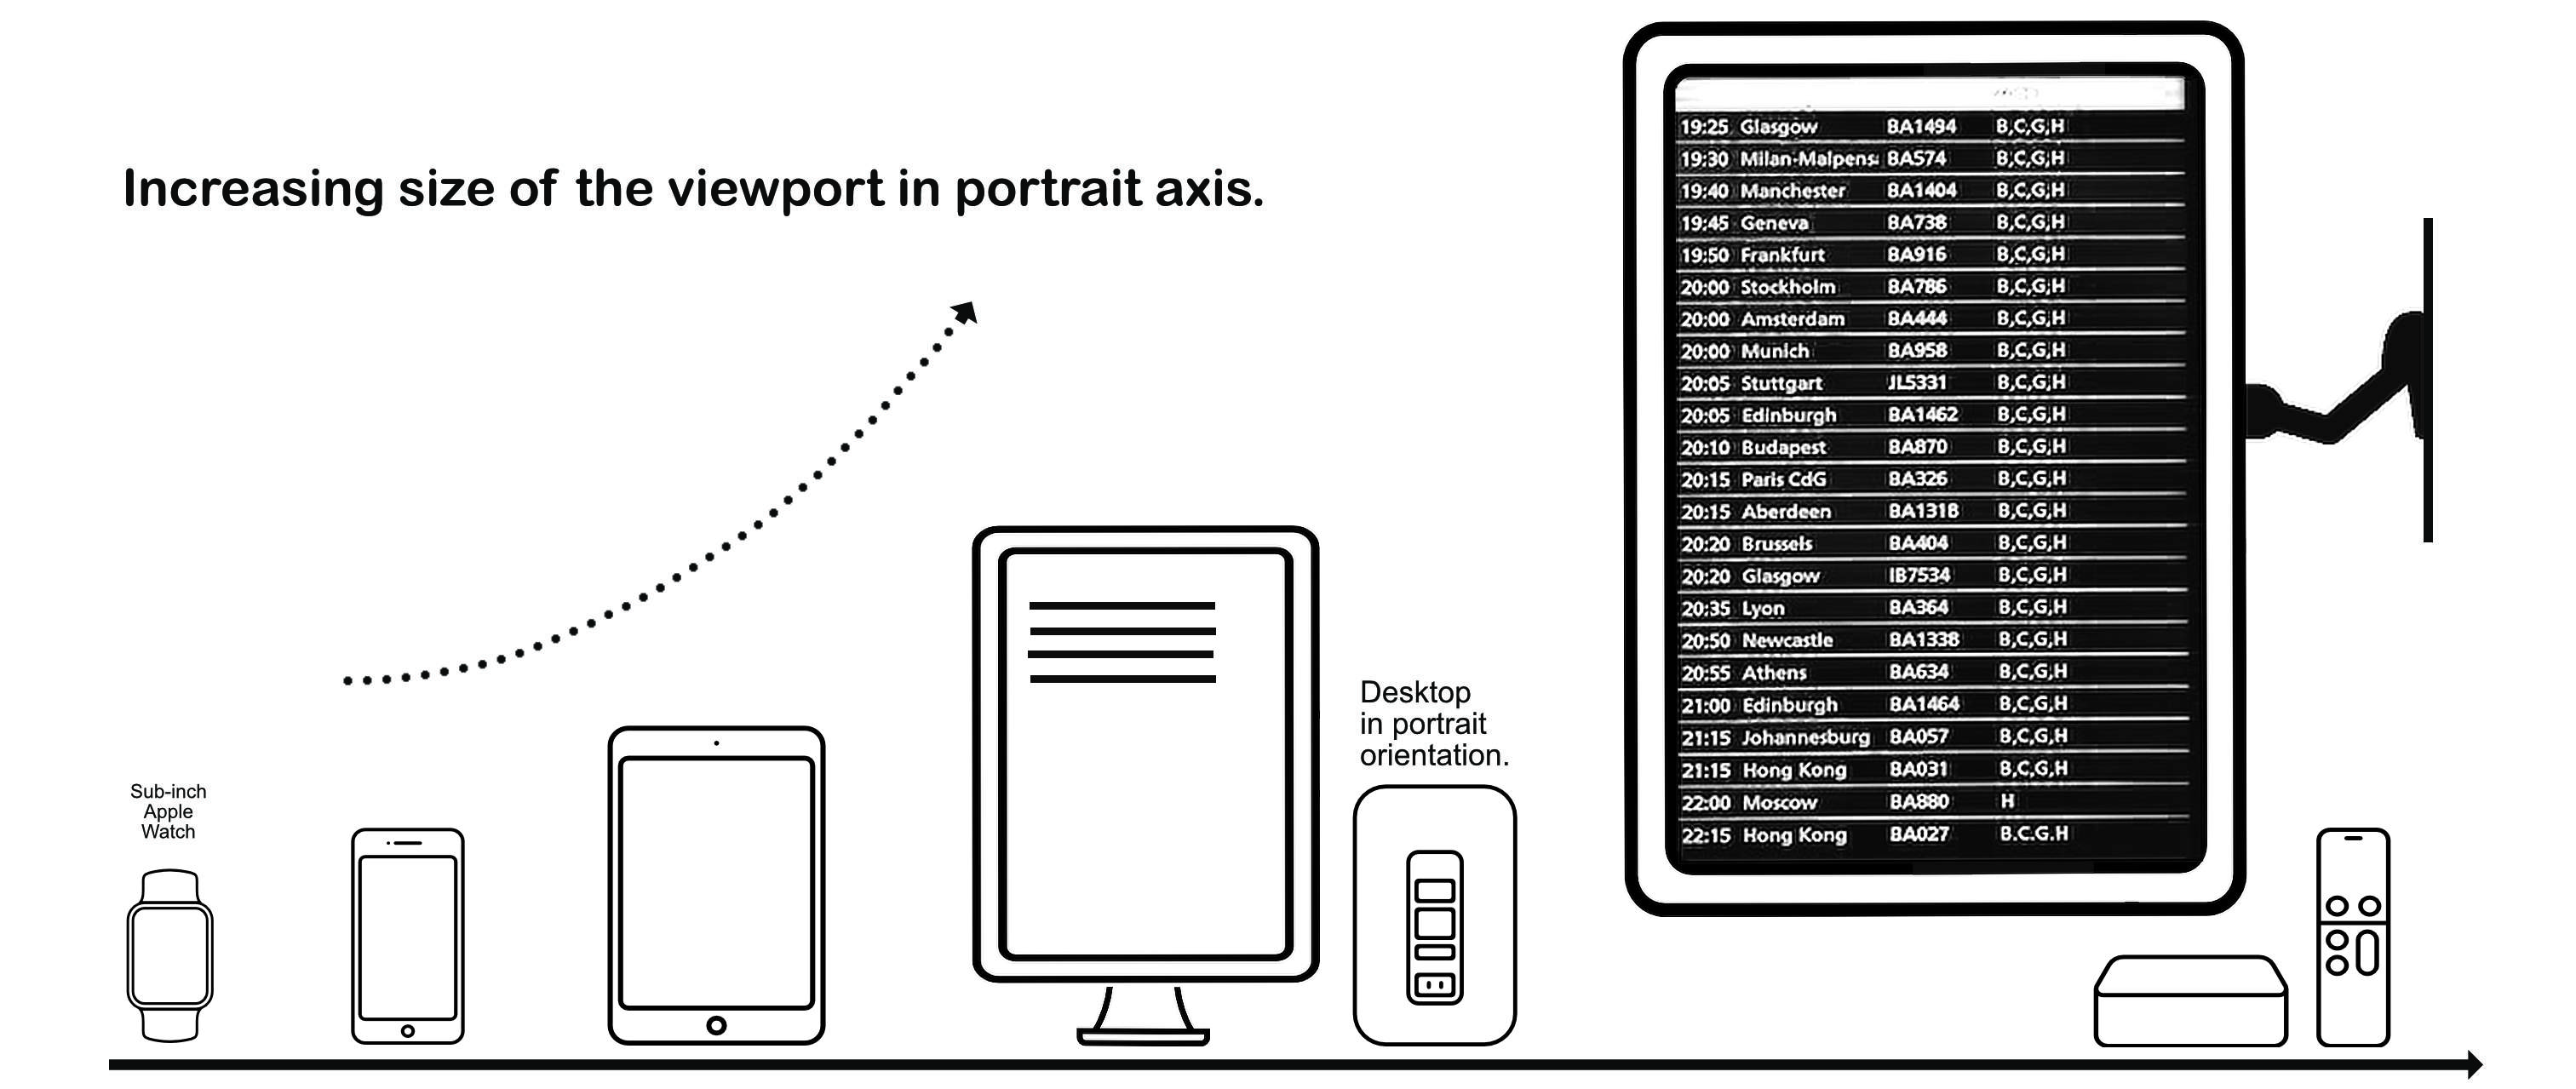 Increasing size of the viewport in portrait axis.
Sub-inch
Apple
Watch
Desktop
in portrait
orientation.
19:25 Glasgow BA1494 B,C,G,H
19:30 Milan-Malpens BA574 B,C,G,H
19:40 Manchester BA1404 B,C,G,H
19:45 Geneva BA738 B,C,G,H
19:50 Frankfurt BA916 B,C,G,H
20:00 Stockholm BA786 B,C,G,H
20:00 Amsterdam BA444 B,C,G,H
20:00 Munich BA958 B,C,G,H
20:05 Stuttgart JL5331 B,C,G,H
20:05 Edinburgh BA1462 B,C,G,H
20:10 Budapest BA870 B,C,G,H
20:15 Paris CdG BA326 B,C,G,H
20:15 Aberdeen BA1318 B,C,G,H
20:20 Brussels BA404 B,C,G,H
20:20 Glasgow IB7534 B,C,G,H
20:35 Lyon BA364 B,C,G,H
20:50 Newcastle BA1338 B,C,G,H
20:55 Athens BA634 B,C,G,H
21:00 Edinburgh BA1464 B,C,G,H
21:15 Johannesburg BA057 B,C,G,H
21:15 Hong Kong BA031 B,C,G,H
22:00 Moscow BA880 H
22:15 Hong Kong BA027 B.C.G.H